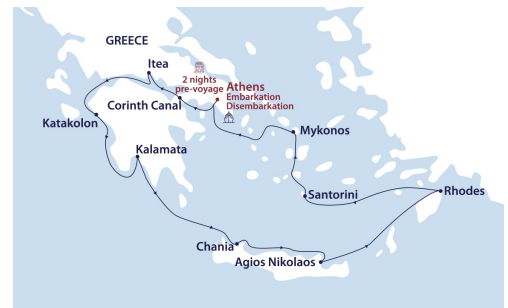 GREECE
Itea
2 nights
pre-voyage
Athens
Embarkation
Disembarkation
Corinth Canal
Katakolon
Mykonos
Kalamata
Santorini
Rhodes
Chania
Agios Nikolaos